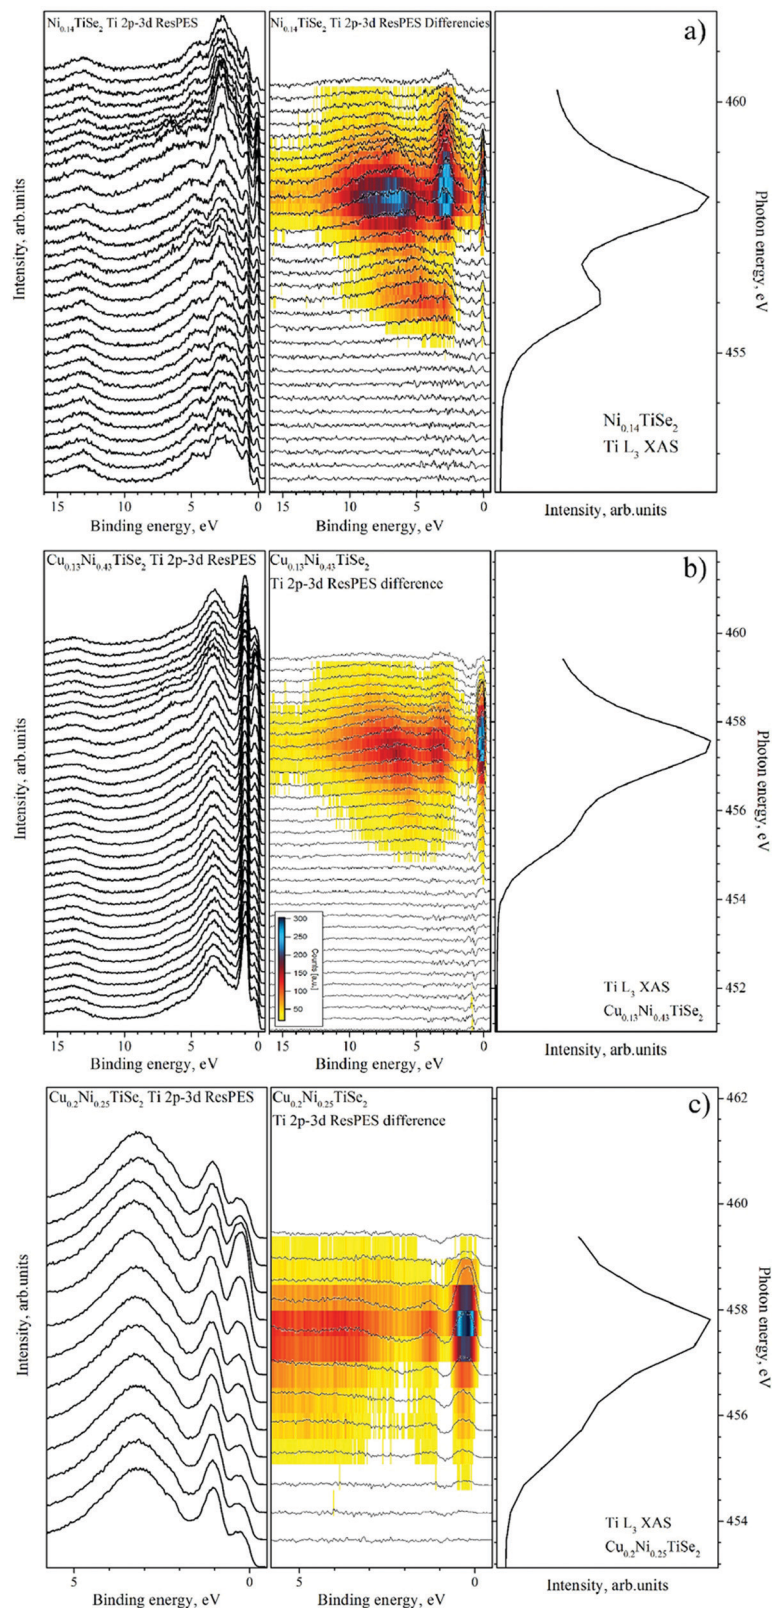 Ni0.14TiSe2 Ti 2p-3d ResPES
Ni0.14TiSe2 Ti 2p-3d ResPES Differencies
a)
Intensity, arb.units
460
455
Photon energy, eV
Ni0.14TiSe2
Ti L3 XAS
15 10 5 0
Binding energy, eV
15 10 5 0
Binding energy, eV
Intensity, arb.units
Cu0.13Ni0.43TiSe2 Ti 2p-3d ResPES
Cu0.13Ni0.43TiSe2
Ti 2p-3d ResPES difference
b)
Intensity, arb.units
460
458
456
454
452
Photon energy, eV
300
250
200
150
100
50
Counts [a.u.]
Ti L3 XAS
Cu0.13Ni0.43TiSe2
15 10 5 0
Binding energy, eV
15 10 5 0
Binding energy, eV
Intensity, arb.units
Cu0.2Ni0.25TiSe2 Ti 2p-3d ResPES
Cu0.2Ni0.25TiSe2
Ti 2p-3d ResPES difference
c)
Intensity, arb.units
462
460
458
456
454
Photon energy, eV
Ti L3 XAS
Cu0.2Ni0.25TiSe2
5 0
Binding energy, eV
5 0
Binding energy, eV
Intensity, arb.units